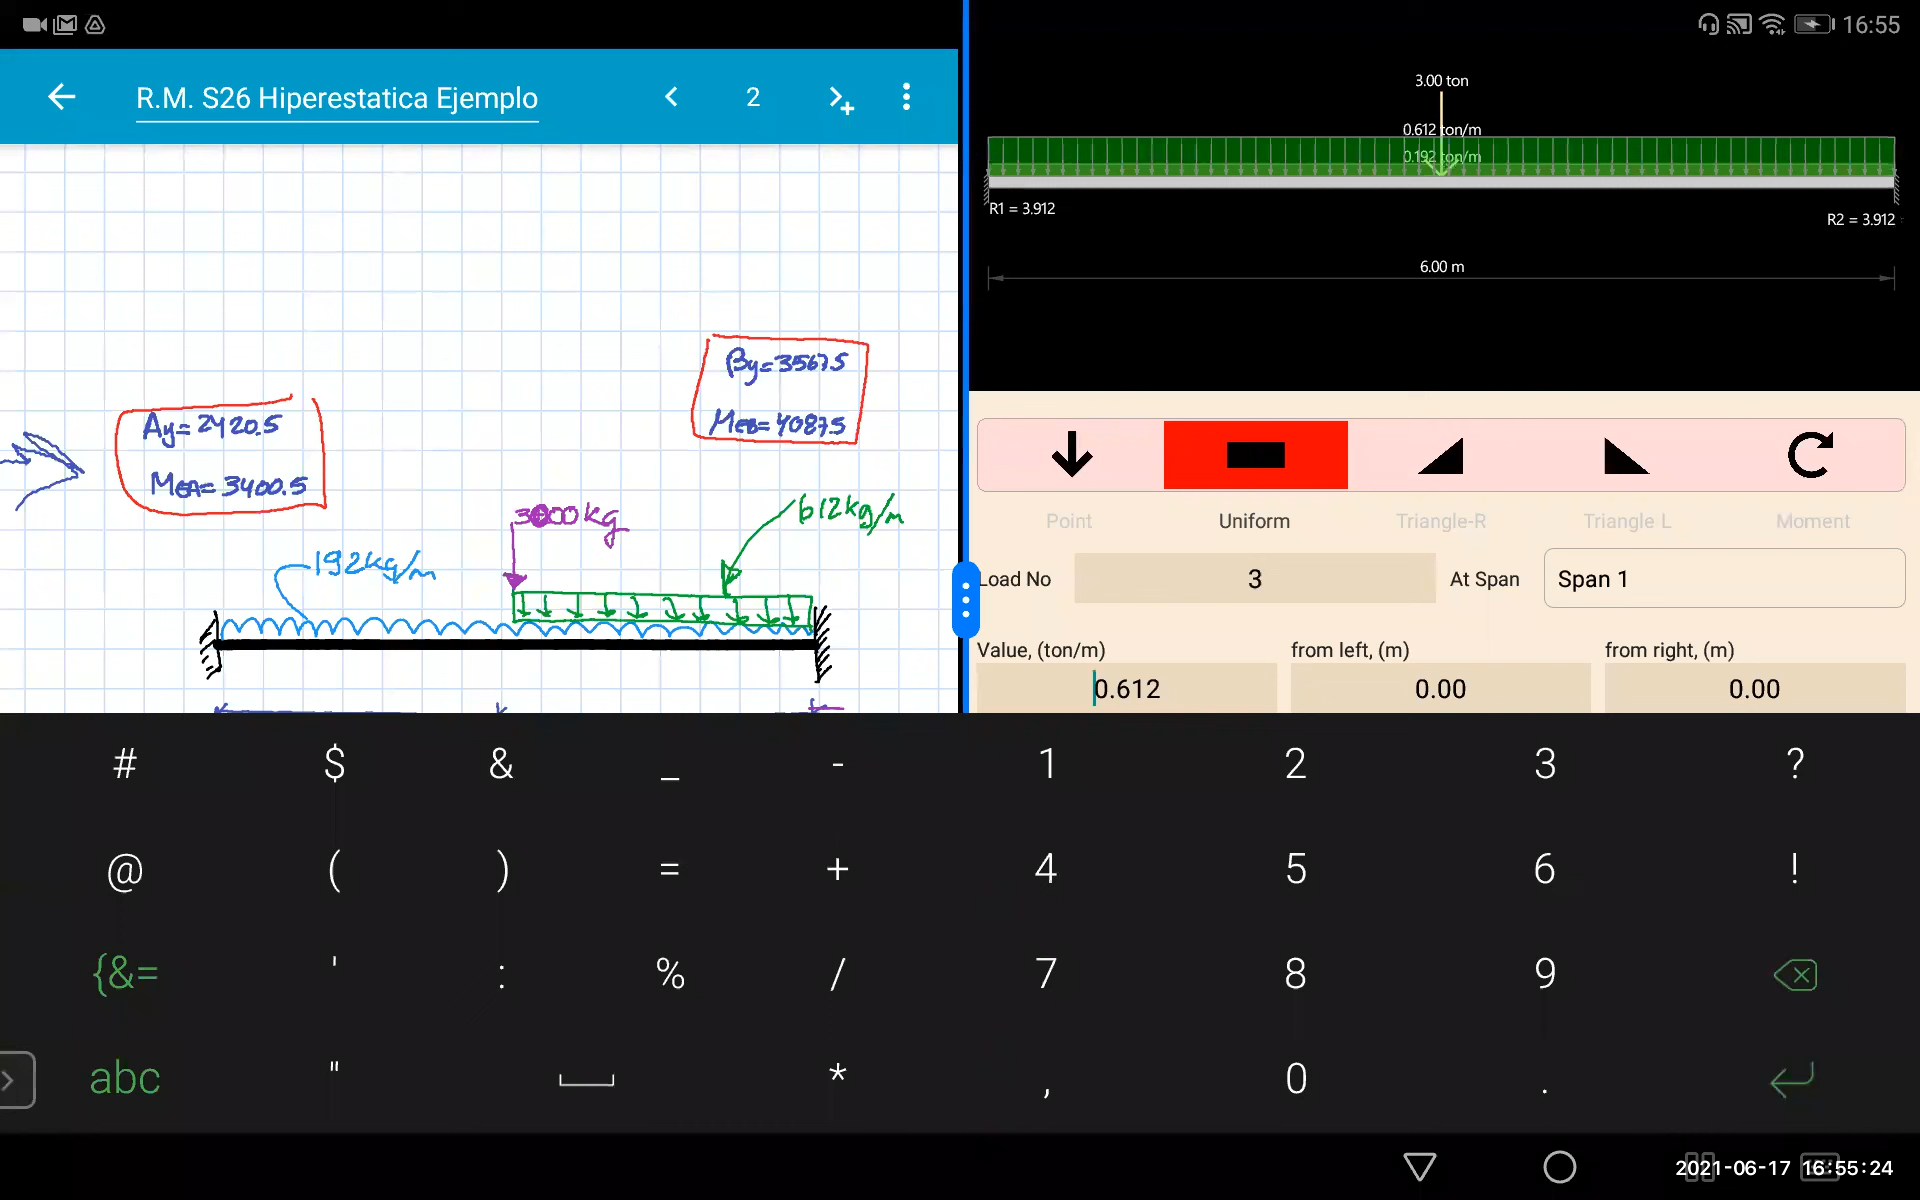 16:55
R.M. S26 Hiperestatica Ejemplo
2
By=3567.5
MEB=4087.5
Ay=2420.5
MEA=3400.5
3000kg
612kg/m
192kg/m
3.00 ton
0.612 ton/m
0.192 ton/m
R1 = 3.912
R2 = 3.912
6.00 m
Point
Uniform
Triangle-R
Triangle L
Moment
Load No
3
At Span
Span 1
Value, (ton/m)
from left, (m)
from right, (m)
0.612
0.00
0.00
# $ & _ - 1 2 3 ?
@ ( ) = + 4 5 6 !
{&= ' : % / 7 8 9
abc " * , 0 .
2021-06-17 16:55:24